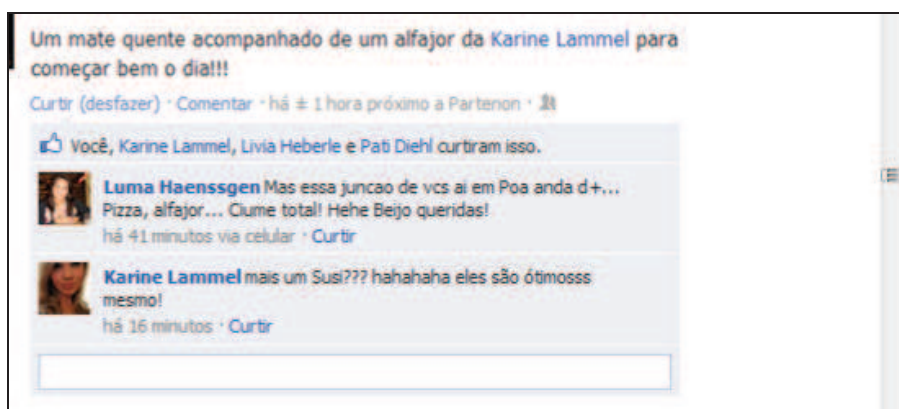 Um mate quente acompanhado de um alfajor da Karine Lammel para
começar bem o dia!!!
Curtir (desfazer) · Comentar · há ± 1 hora próximo a Partenon ·
Você, Karine Lammel, Livia Heberle e Pati Diehl curtiram isso.
Luma Haenssgen Mas essa juncao de vcs ai em Poa anda d+...
Pizza, alfajor... Ciume total! Hehe Beijo queridas!
há 41 minutos via celular · Curtir
Karine Lammel mais um Susi??? hahahaha eles são ótimosss
mesmo!
há 16 minutos · Curtir